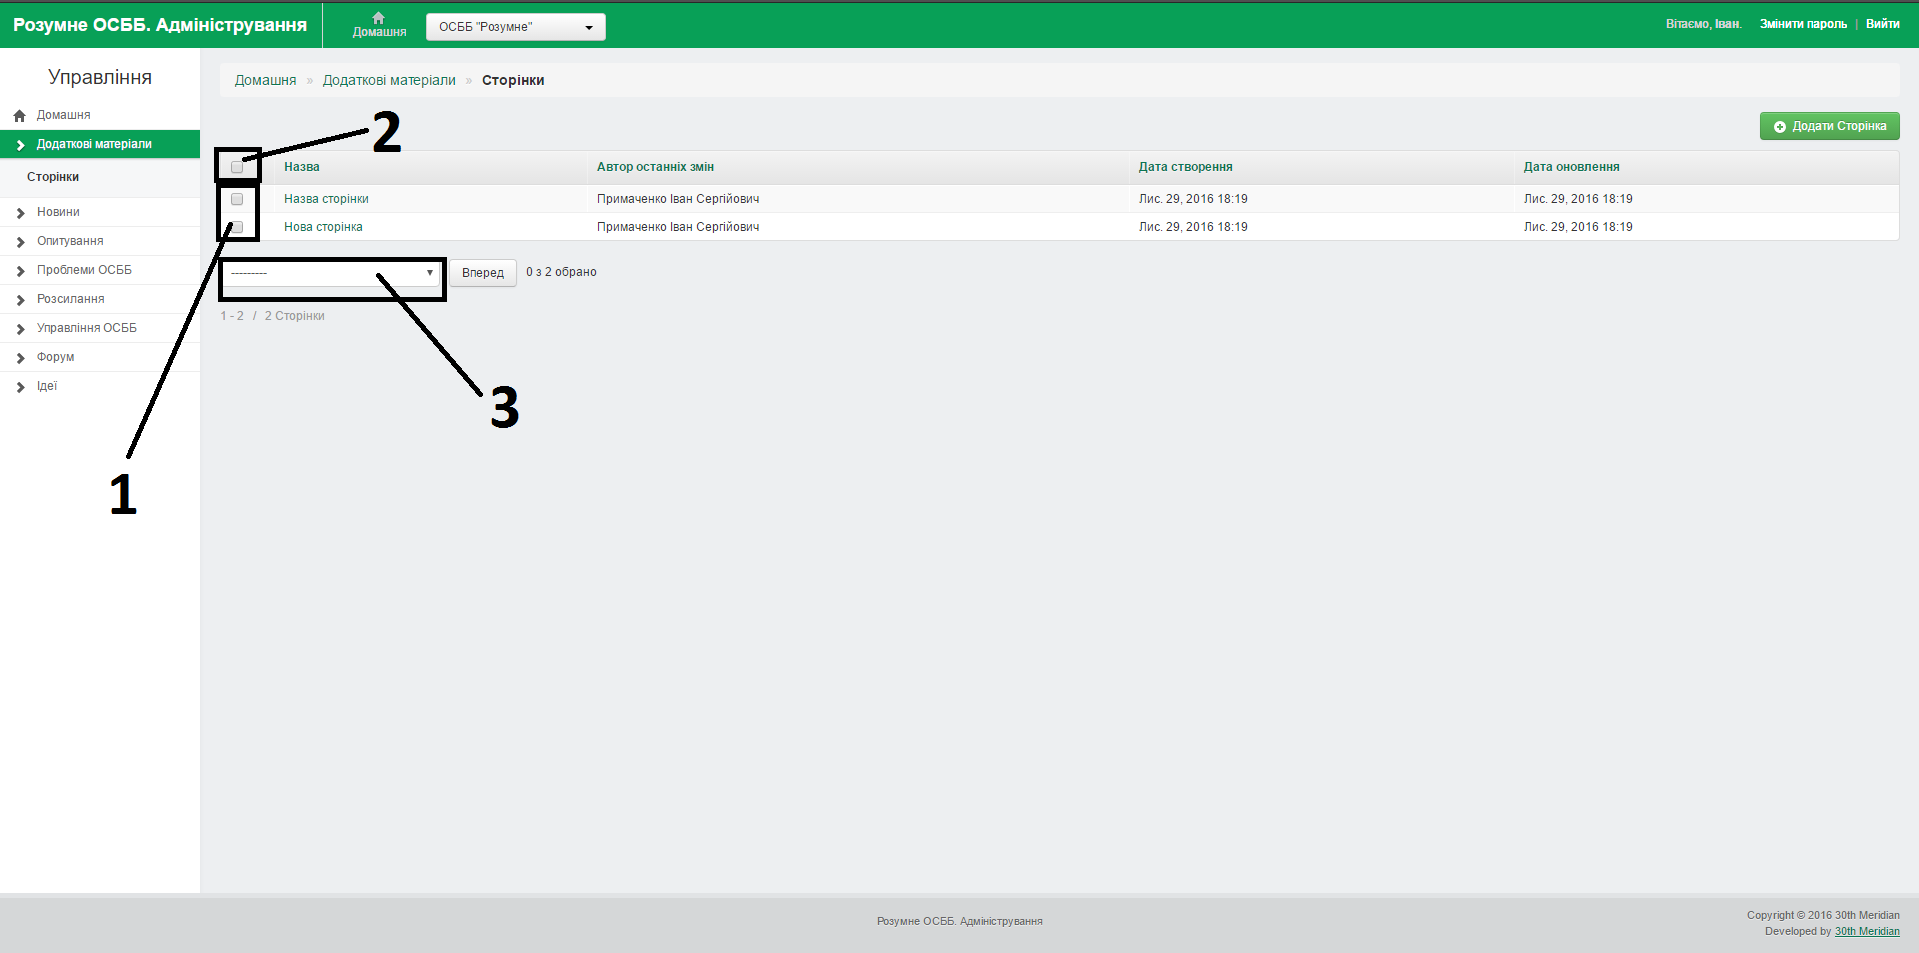 Розумне ОСББ. Адміністрування
Домашня
ОСББ "Розумне"
Вітаємо, Іван. Змінити пароль | Вийти
Управління
Домашня
Додаткові матеріали
Сторінки
Новини
Опитування
Проблеми ОСББ
Розсилання
Управління ОСББ
Форум
Ідеї
Домашня » Додаткові матеріали » Сторінки
Додати Сторінка
2
Назва Автор останніх змін Дата створення Дата оновлення
Назва сторінки Примаченко Іван Сергійович Лис. 29, 2016 18:19 Лис. 29, 2016 18:19
Нова сторінка Примаченко Іван Сергійович Лис. 29, 2016 18:19 Лис. 29, 2016 18:19
--------- Вперед 0 з 2 обрано
1 - 2 / 2 Сторінки
3
1
Розумне ОСББ. Адміністрування
Copyright © 2016 30th Meridian
Developed by 30th Meridian